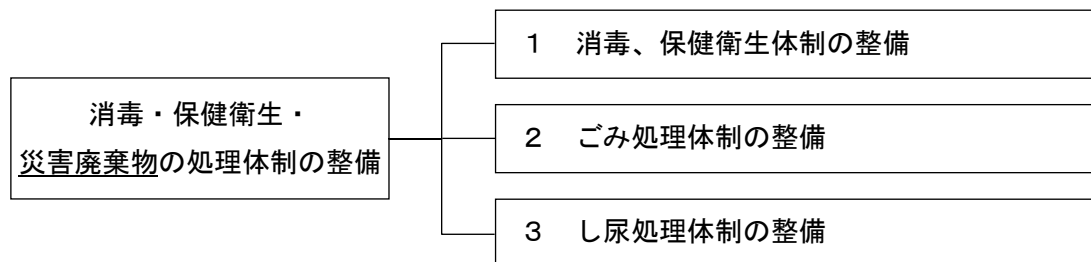 消毒・保健衛生・
災害廃棄物の処理体制の整備
１　消毒、保健衛生体制の整備
２　ごみ処理体制の整備
３　し尿処理体制の整備